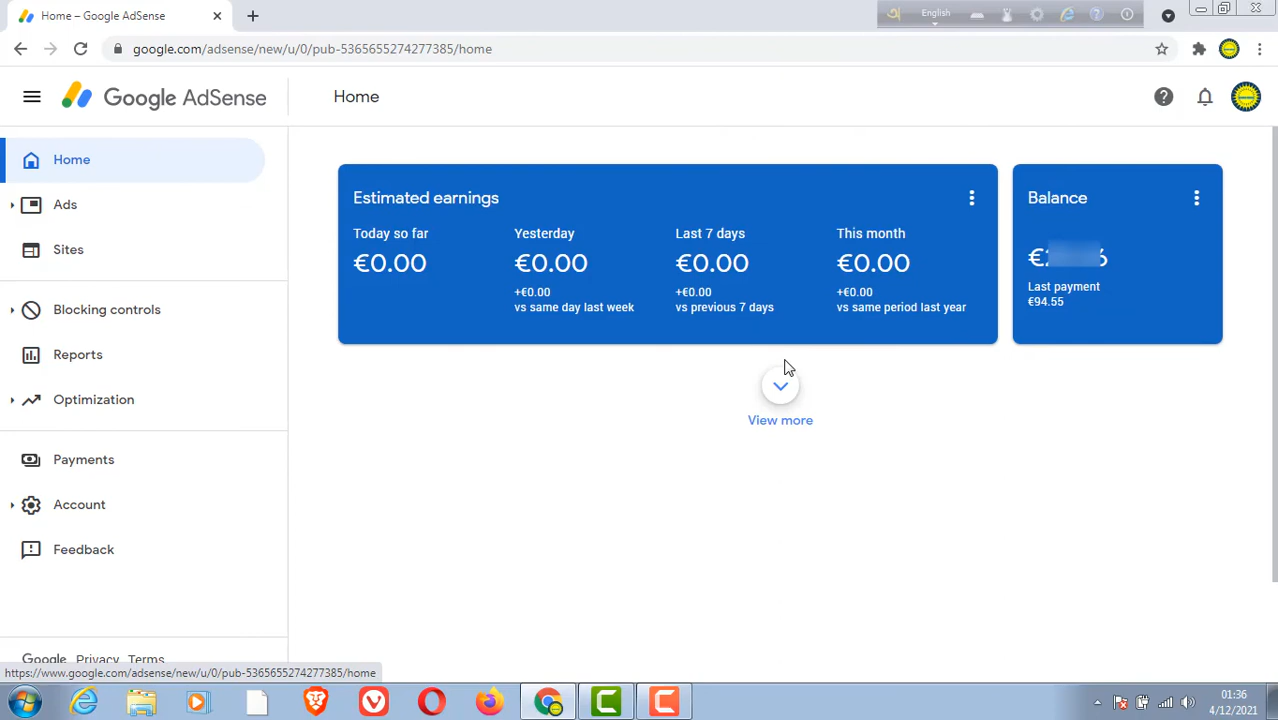 Home – Google AdSense
English
google.com/adsense/new/u/0/pub-5365655274277385/home
Google AdSense
Home
Home
Ads
Sites
Blocking controls
Reports
Optimization
Payments
Account
Feedback
Estimated earnings
Today so far
€0.00
Yesterday
€0.00
+€0.00
vs same day last week
Last 7 days
€0.00
+€0.00
vs previous 7 days
This month
€0.00
+€0.00
vs same period last year
Balance
Last payment
€94.55
View more
Google Privacy Terms
https://www.google.com/adsense/new/u/0/pub-5365655274277385/home
01:36
4/12/2021